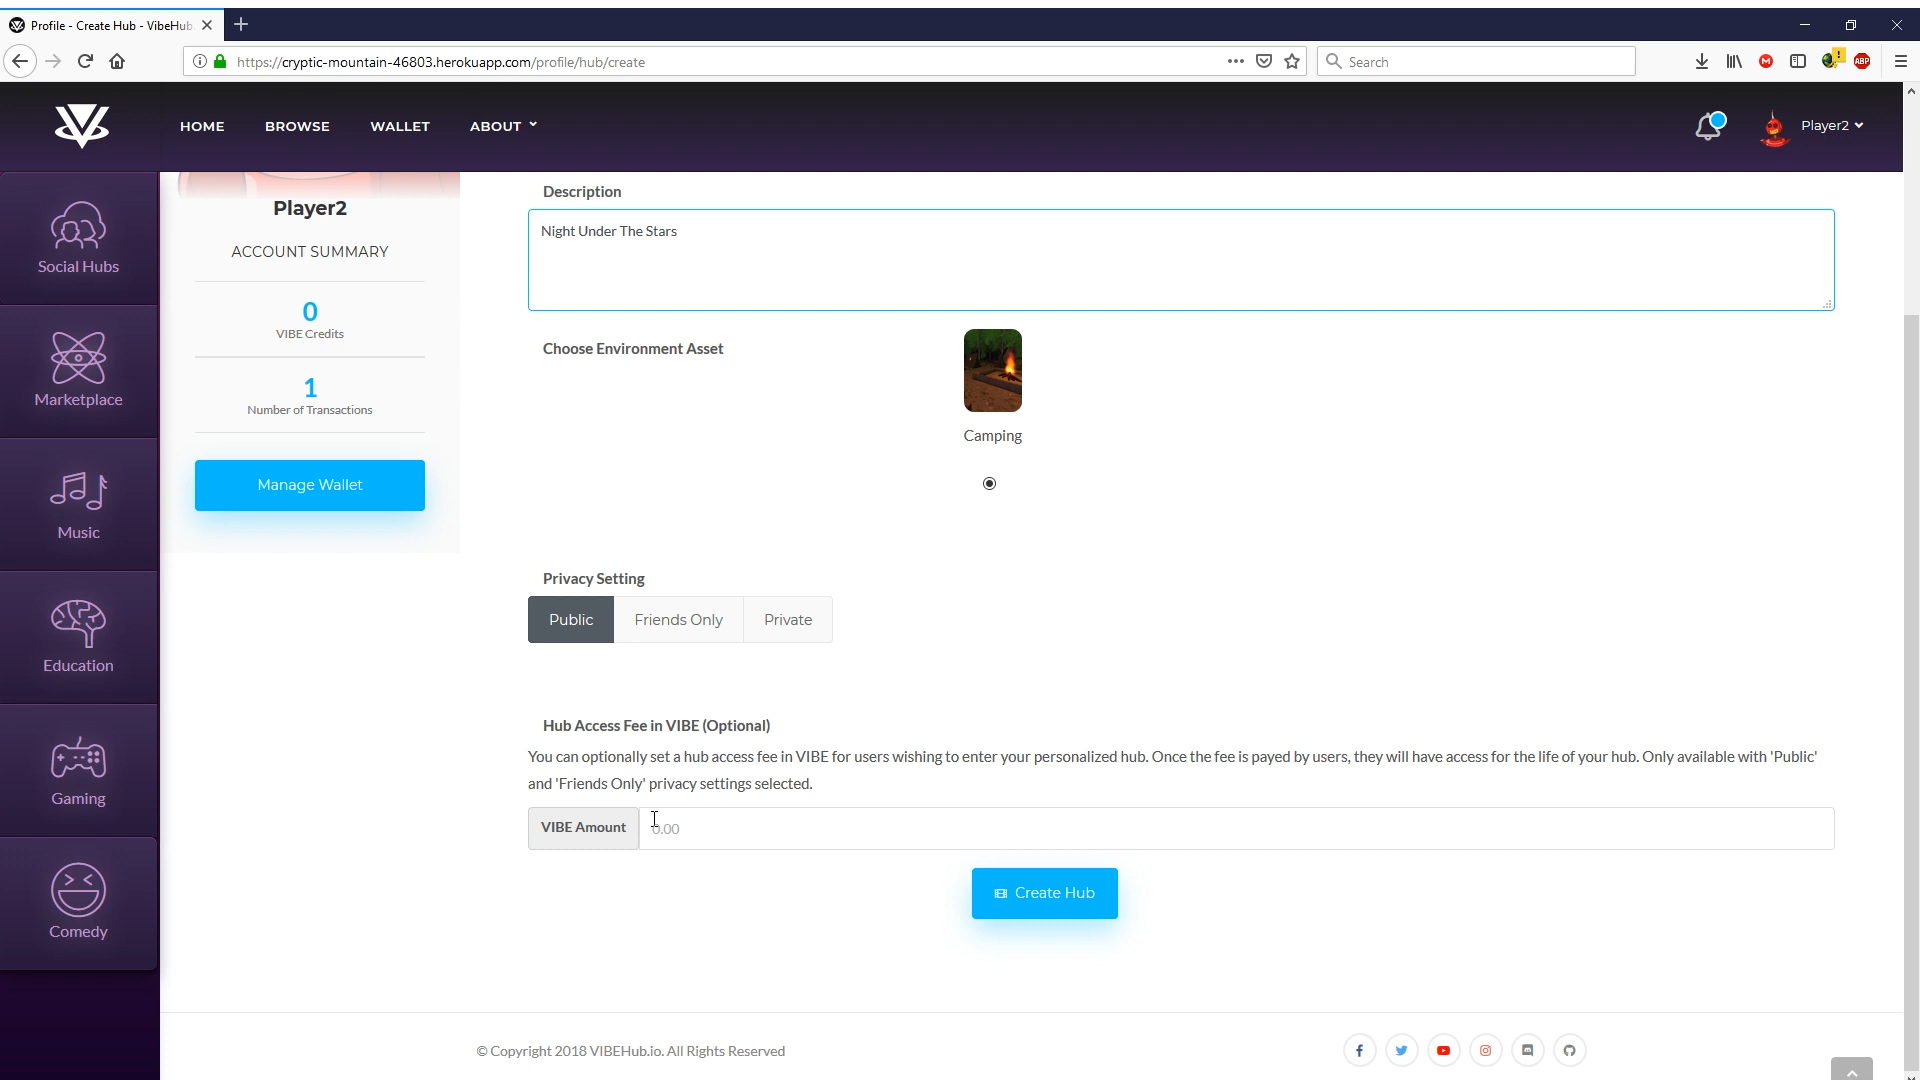 Profile - Create Hub - VibeHub
https://cryptic-mountain-46803.herokuapp.com/profile/hub/create
Search
ABP
HOME
BROWSE
WALLET
ABOUT
Player2
Social Hubs
Marketplace
Music
Education
Gaming
Comedy
Player2
ACCOUNT SUMMARY
0
VIBE Credits
1
Number of Transactions
Manage Wallet
Description
Night Under The Stars
Choose Environment Asset
Camping
Privacy Setting
Public
Friends Only
Private
Hub Access Fee in VIBE (Optional)
You can optionally set a hub access fee in VIBE for users wishing to enter your personalized hub. Once the fee is payed by users, they will have access for the life of your hub. Only available with 'Public'
and 'Friends Only' privacy settings selected.
VIBE Amount
0.00
Create Hub
© Copyright 2018 VIBEHub.io. All Rights Reserved